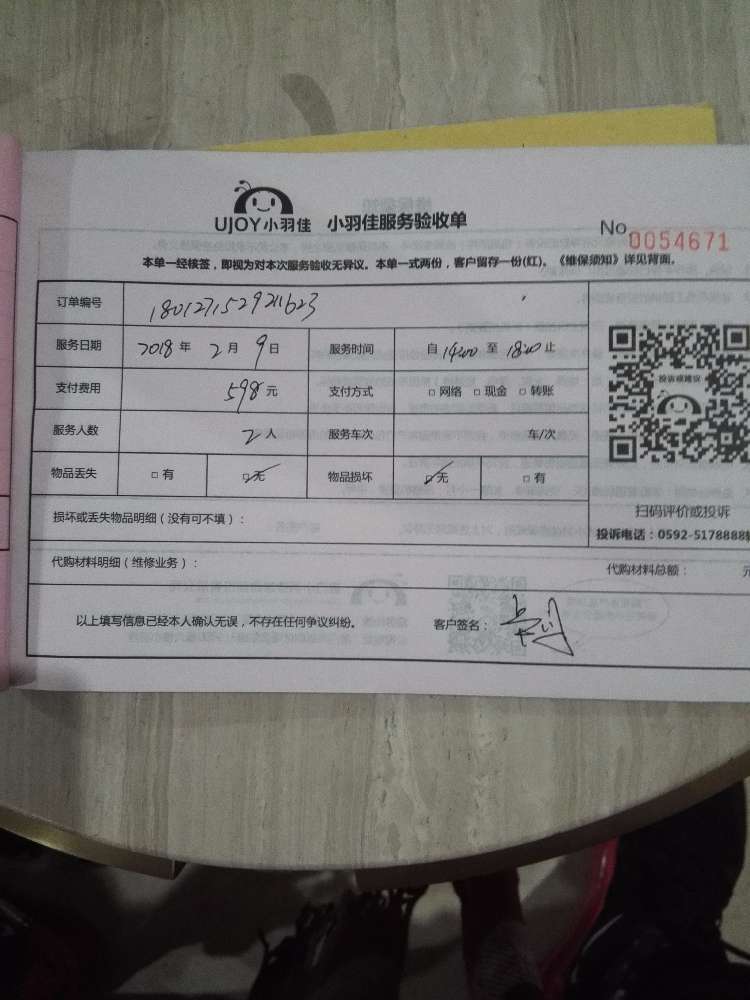 UJOY小羽佳 小羽佳服务验收单
No 0054671
本单一经核签，即视为对本次服务验收无异议。本单一式两份，客户留存一份(红)。《维保须知》详见背面。
订单编号 180127152921623
服务日期 2018 年 2 月 9 日 服务时间 自 14:00 至 18:00 止
支付费用 598 元 支付方式 □ 网络 □ 现金 □ 转账
服务人数 2 人 服务车次 车/次
物品丢失 □ 有 □ 无 物品损坏 □ 无 □ 有
投诉或建议
扫码评价或投诉
损坏或丢失物品明细（没有可不填）：
投诉电话：0592-5178888
代购材料明细（维修业务）：
代购材料总额： 元
以上填写信息已经本人确认无误，不存在任何争议纠纷。 客户签名：